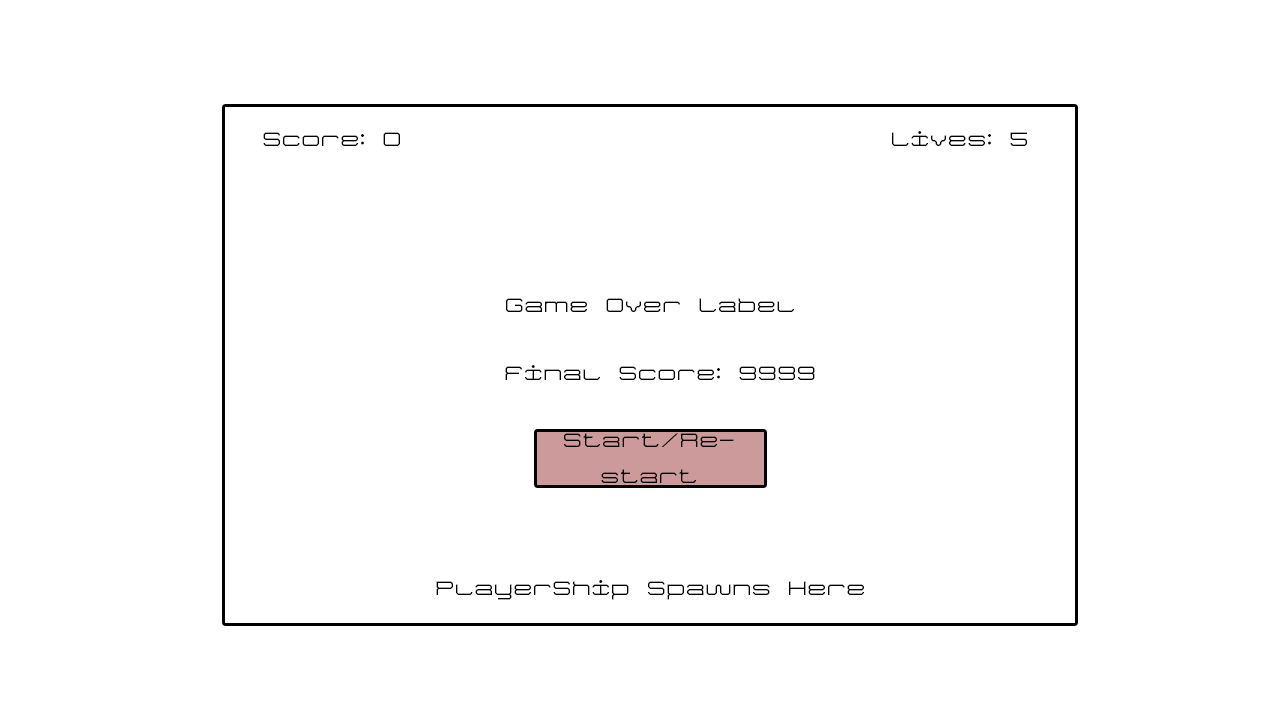 Score: 0
Lives: 5
Game Over Label
Final Score: 9999
Start/Re-
start
PlayerShip Spawns Here